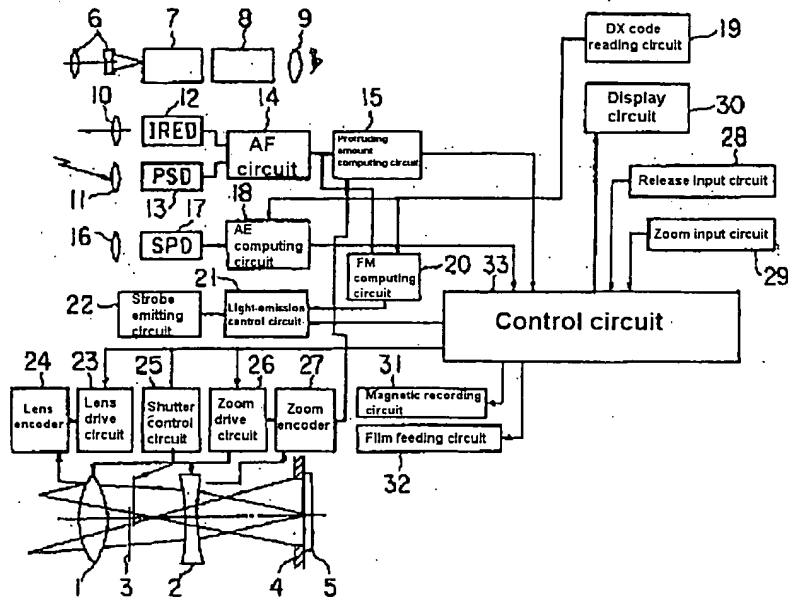 6
7
8
9
DX code
reading circuit
19
Display
circuit
30
10
12
IRED
14
AF
circuit
15
Protruding
amount
computing circuit
28
Release input circuit
11
PSD
13
17
18
16
SPD
AE
computing
circuit
Zoom input circuit
29
FM
computing
circuit
20
21
22
Strobe
emitting
circuit
Light-emission
control circuit
33
Control circuit
24
23
25
26
27
Lens
encoder
Lens
drive
circuit
Shutter
control
circuit
Zoom
drive
circuit
Zoom
encoder
31
Magnetic recording
circuit
Film feeding circuit
32
1
3
2
4
5